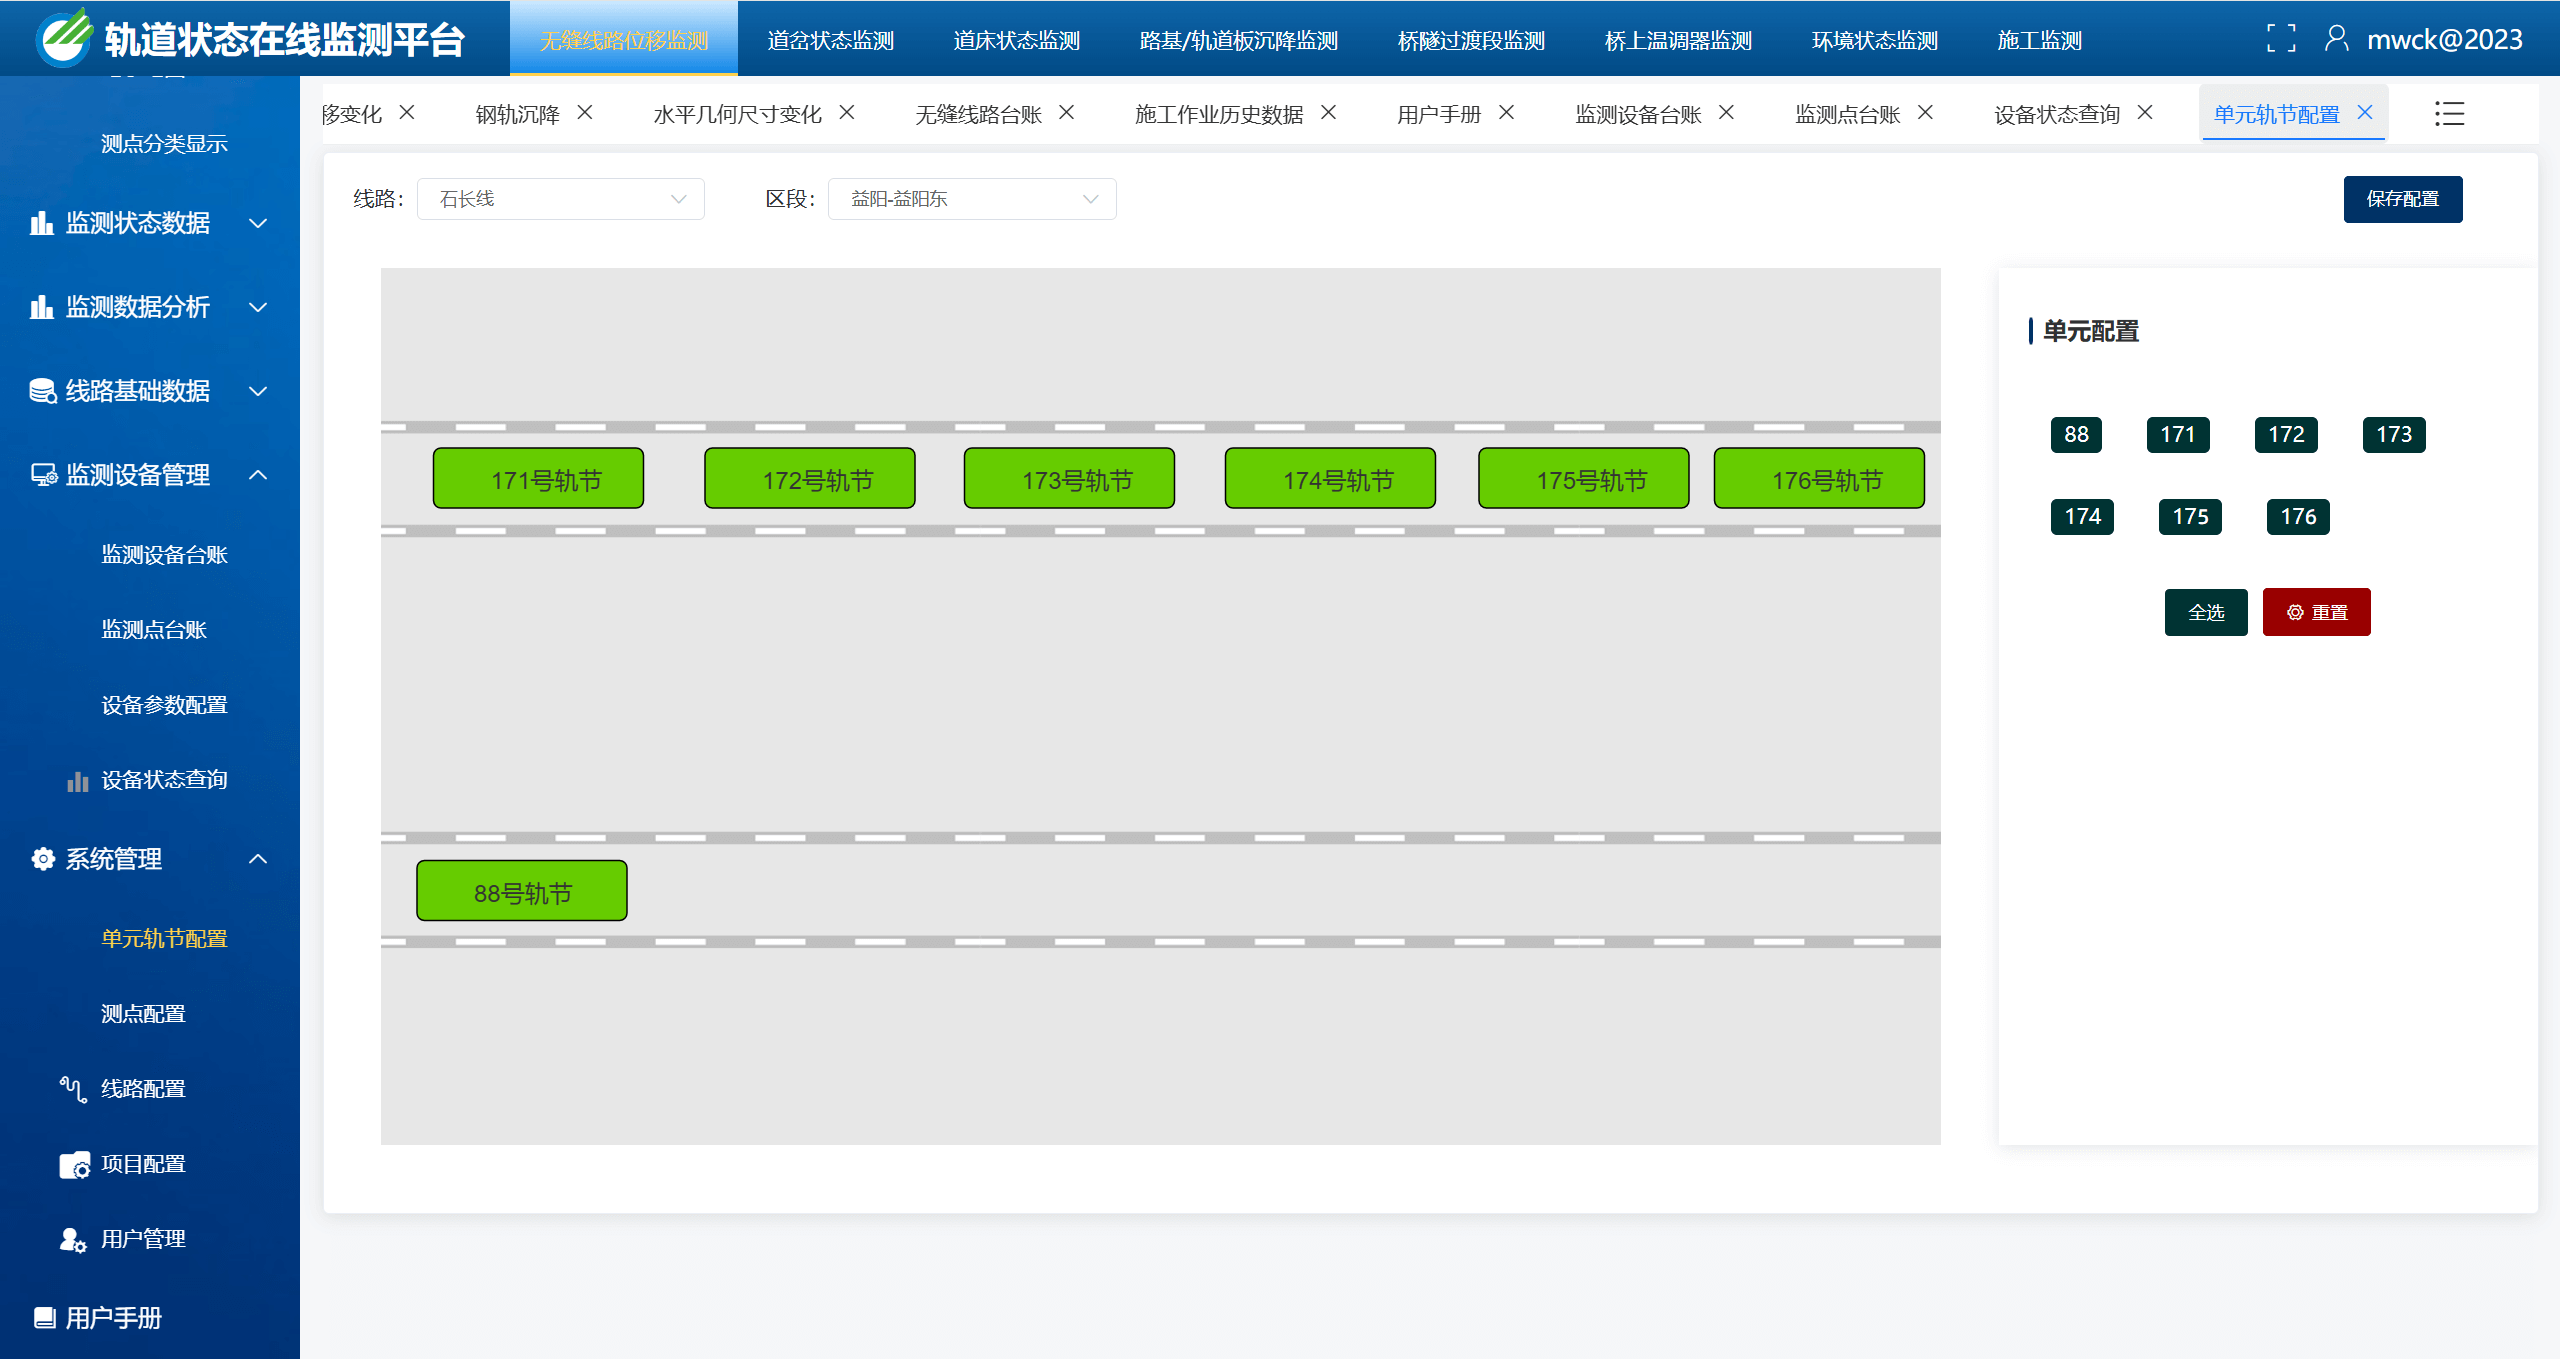 轨道状态在线监测平台
无缝线路位移监测 道岔状态监测 道床状态监测 路基/轨道板沉降监测 桥隧过渡段监测 桥上温调器监测 环境状态监测 施工监测 mwck@2023
移变化 钢轨沉降 水平几何尺寸变化 无缝线路台账 施工作业历史数据 用户手册 监测设备台账 监测点台账 设备状态查询 单元轨节配置
测点分类显示
监测状态数据
监测数据分析
线路基础数据
监测设备管理
监测设备台账
监测点台账
设备参数配置
设备状态查询
系统管理
单元轨节配置
测点配置
线路配置
项目配置
用户管理
用户手册
线路: 石长线 区段: 益阳-益阳东 保存配置
171号轨节 172号轨节 173号轨节 174号轨节 175号轨节 176号轨节
88号轨节
单元配置
88 171 172 173
174 175 176
全选 重置